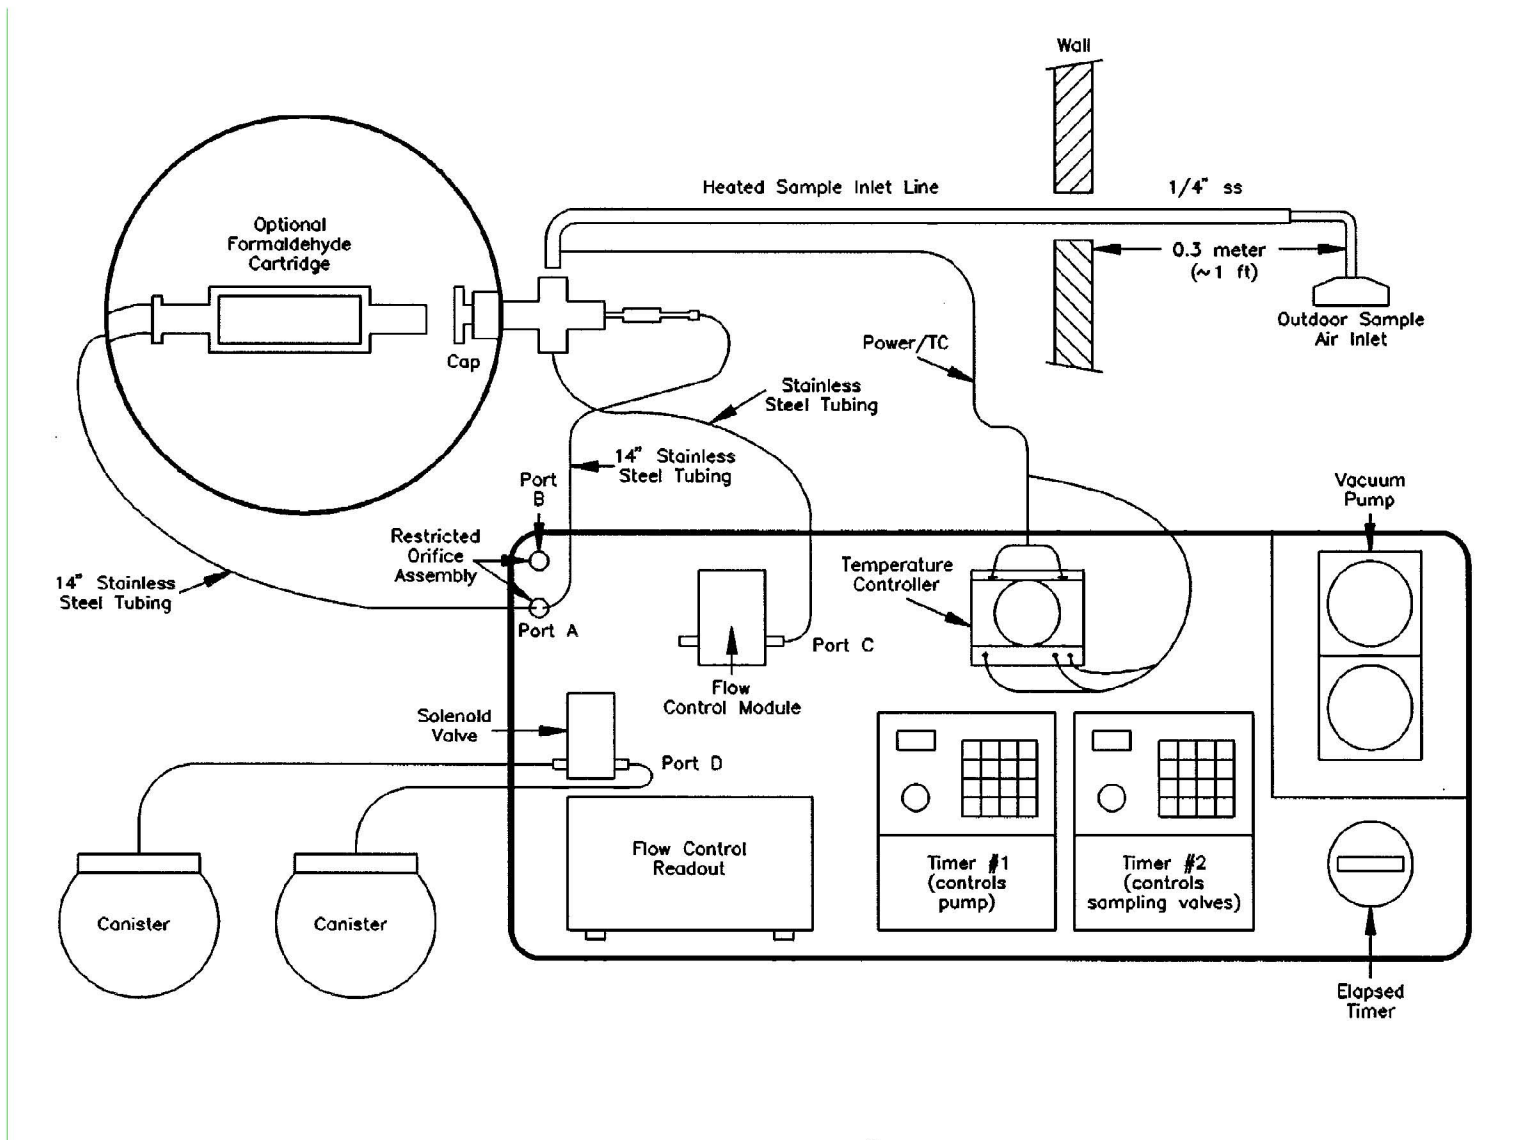 Wall
Heated Sample Inlet Line
1/4" ss
Optional
Formaldehyde
Cartridge
0.3 meter
(~1 ft)
Outdoor Sample
Air Inlet
Cap
Power/TC
Stainless
Steel Tubing
14" Stainless
Steel Tubing
Port
B
Vacuum
Pump
Restricted
Orifice
Assembly
14" Stainless
Steel Tubing
Temperature
Controller
Port A
Port C
Flow
Control Module
Solenoid
Valve
Port D
Flow Control
Readout
Timer #1
(controls
pump)
Timer #2
(controls
sampling valves)
Canister
Canister
Elapsed
Timer